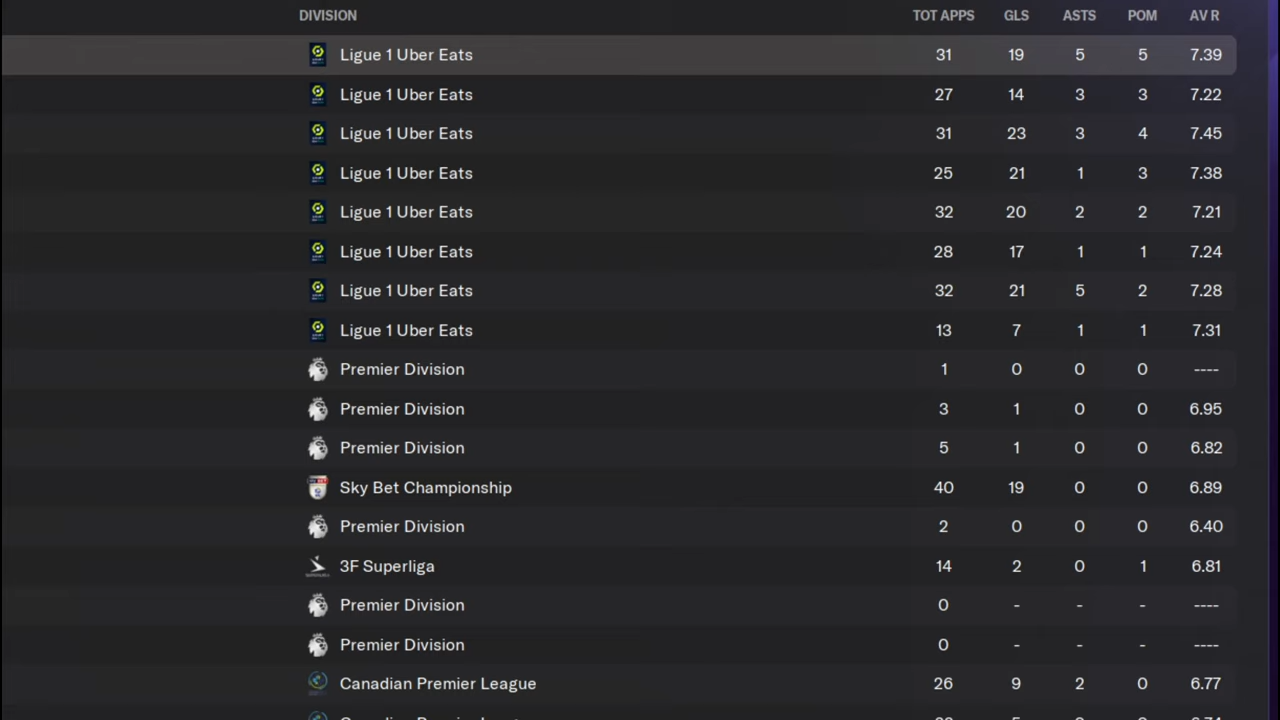 DIVISION TOT APPS GLS ASTS POM AV R
Ligue 1 Uber Eats 31 19 5 5 7.39
Ligue 1 Uber Eats 27 14 3 3 7.22
Ligue 1 Uber Eats 31 23 3 4 7.45
Ligue 1 Uber Eats 25 21 1 3 7.38
Ligue 1 Uber Eats 32 20 2 2 7.21
Ligue 1 Uber Eats 28 17 1 1 7.24
Ligue 1 Uber Eats 32 21 5 2 7.28
Ligue 1 Uber Eats 13 7 1 1 7.31
Premier Division 1 0 0 0 ----
Premier Division 3 1 0 0 6.95
Premier Division 5 1 0 0 6.82
Sky Bet Championship 40 19 0 0 6.89
Premier Division 2 0 0 0 6.40
3F Superliga 14 2 0 1 6.81
Premier Division 0 - - - ----
Premier Division 0 - - - ----
Canadian Premier League 26 9 2 0 6.77